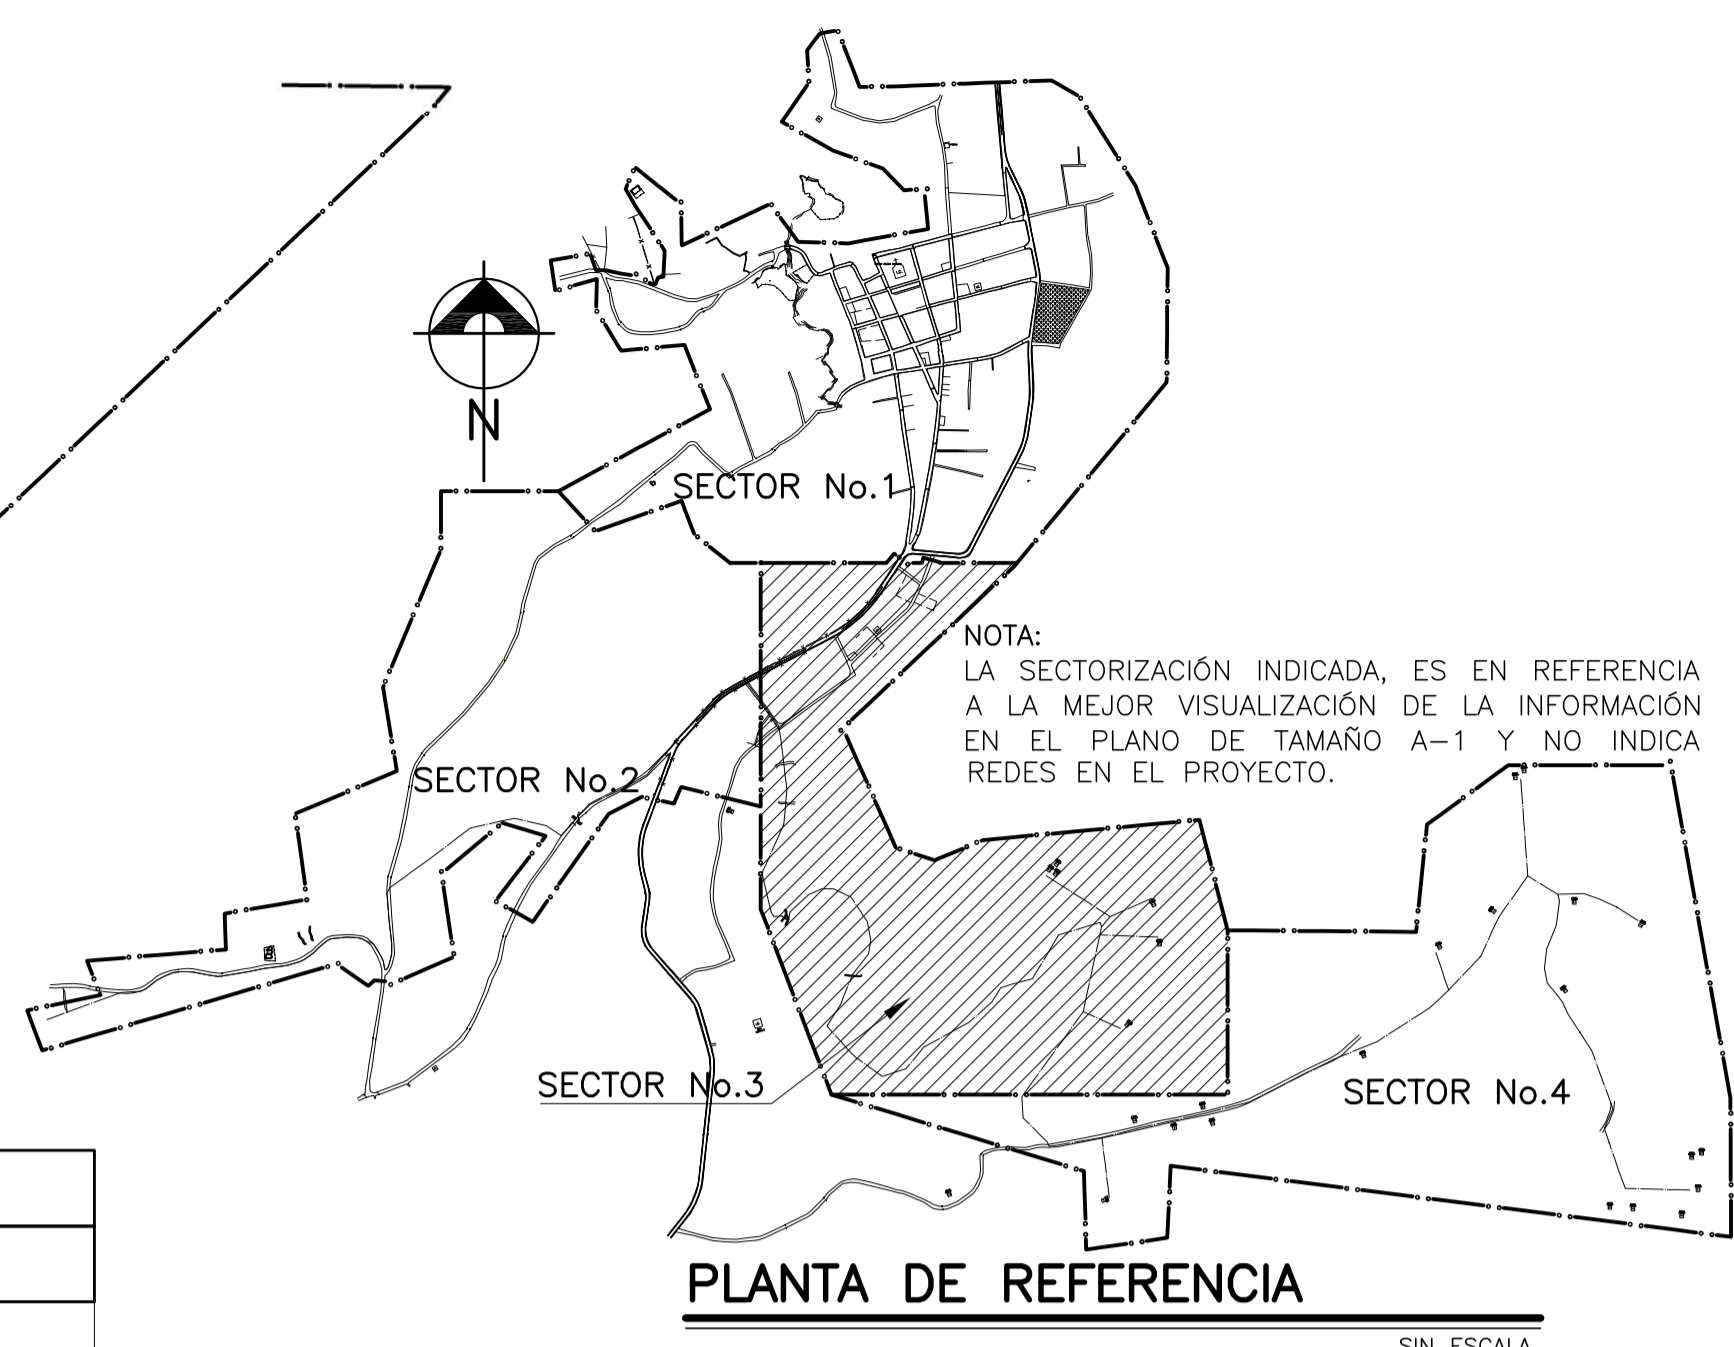 N
SECTOR No.1
NOTA:
LA SECTORIZACIÓN INDICADA, ES EN REFERENCIA
A LA MEJOR VISUALIZACIÓN DE LA INFORMACIÓN
EN EL PLANO DE TAMAÑO A-1 Y NO INDICA
REDES EN EL PROYECTO.
SECTOR No.2
SECTOR No.3
SECTOR No.4
PLANTA DE REFERENCIA
SIN ESCALA